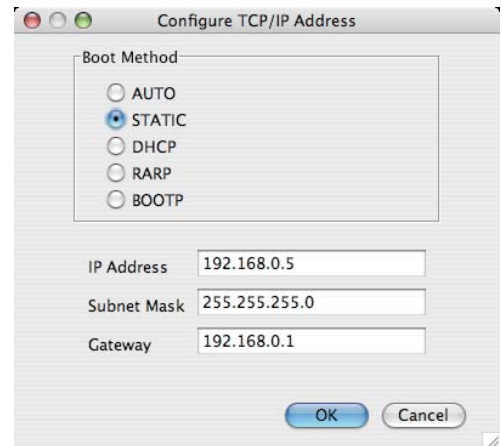 Configure TCP/IP Address
Boot Method
AUTO
STATIC
DHCP
RARP
BOOTP
IP Address 192.168.0.5
Subnet Mask 255.255.255.0
Gateway 192.168.0.1
OK Cancel